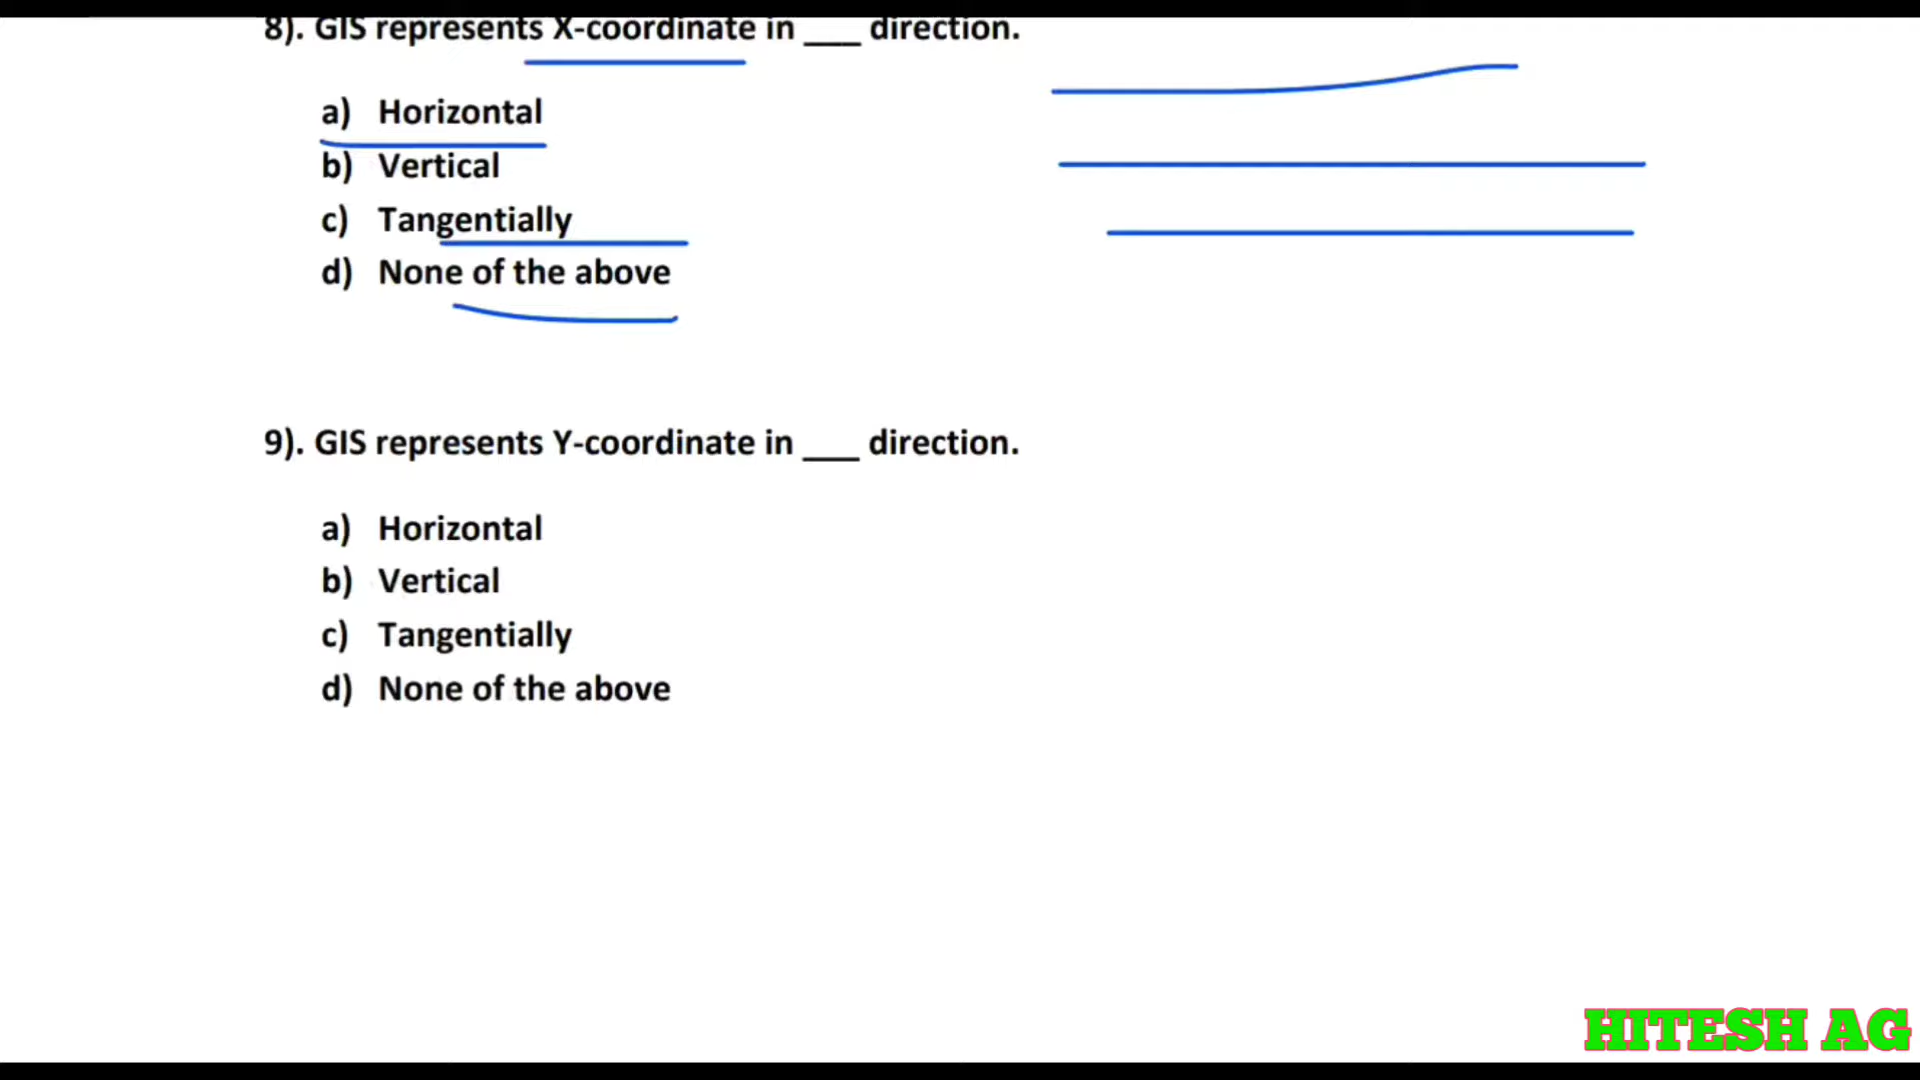 8). GIS represents X-coordinate in ___ direction.
a) Horizontal
b) Vertical
c) Tangentially
d) None of the above
9). GIS represents Y-coordinate in ___ direction.
a) Horizontal
b) Vertical
c) Tangentially
d) None of the above
HITESH AG